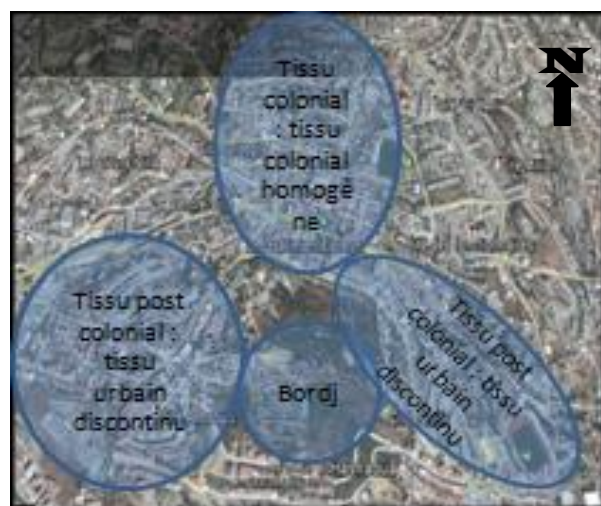 N
Tissu
colonial
: tissu
colonial
homogè
ne
Tissu post
colonial :
tissu
urbain
discontinu
Bordj
Tissu post
colonial : tissu
urbain
discontinu